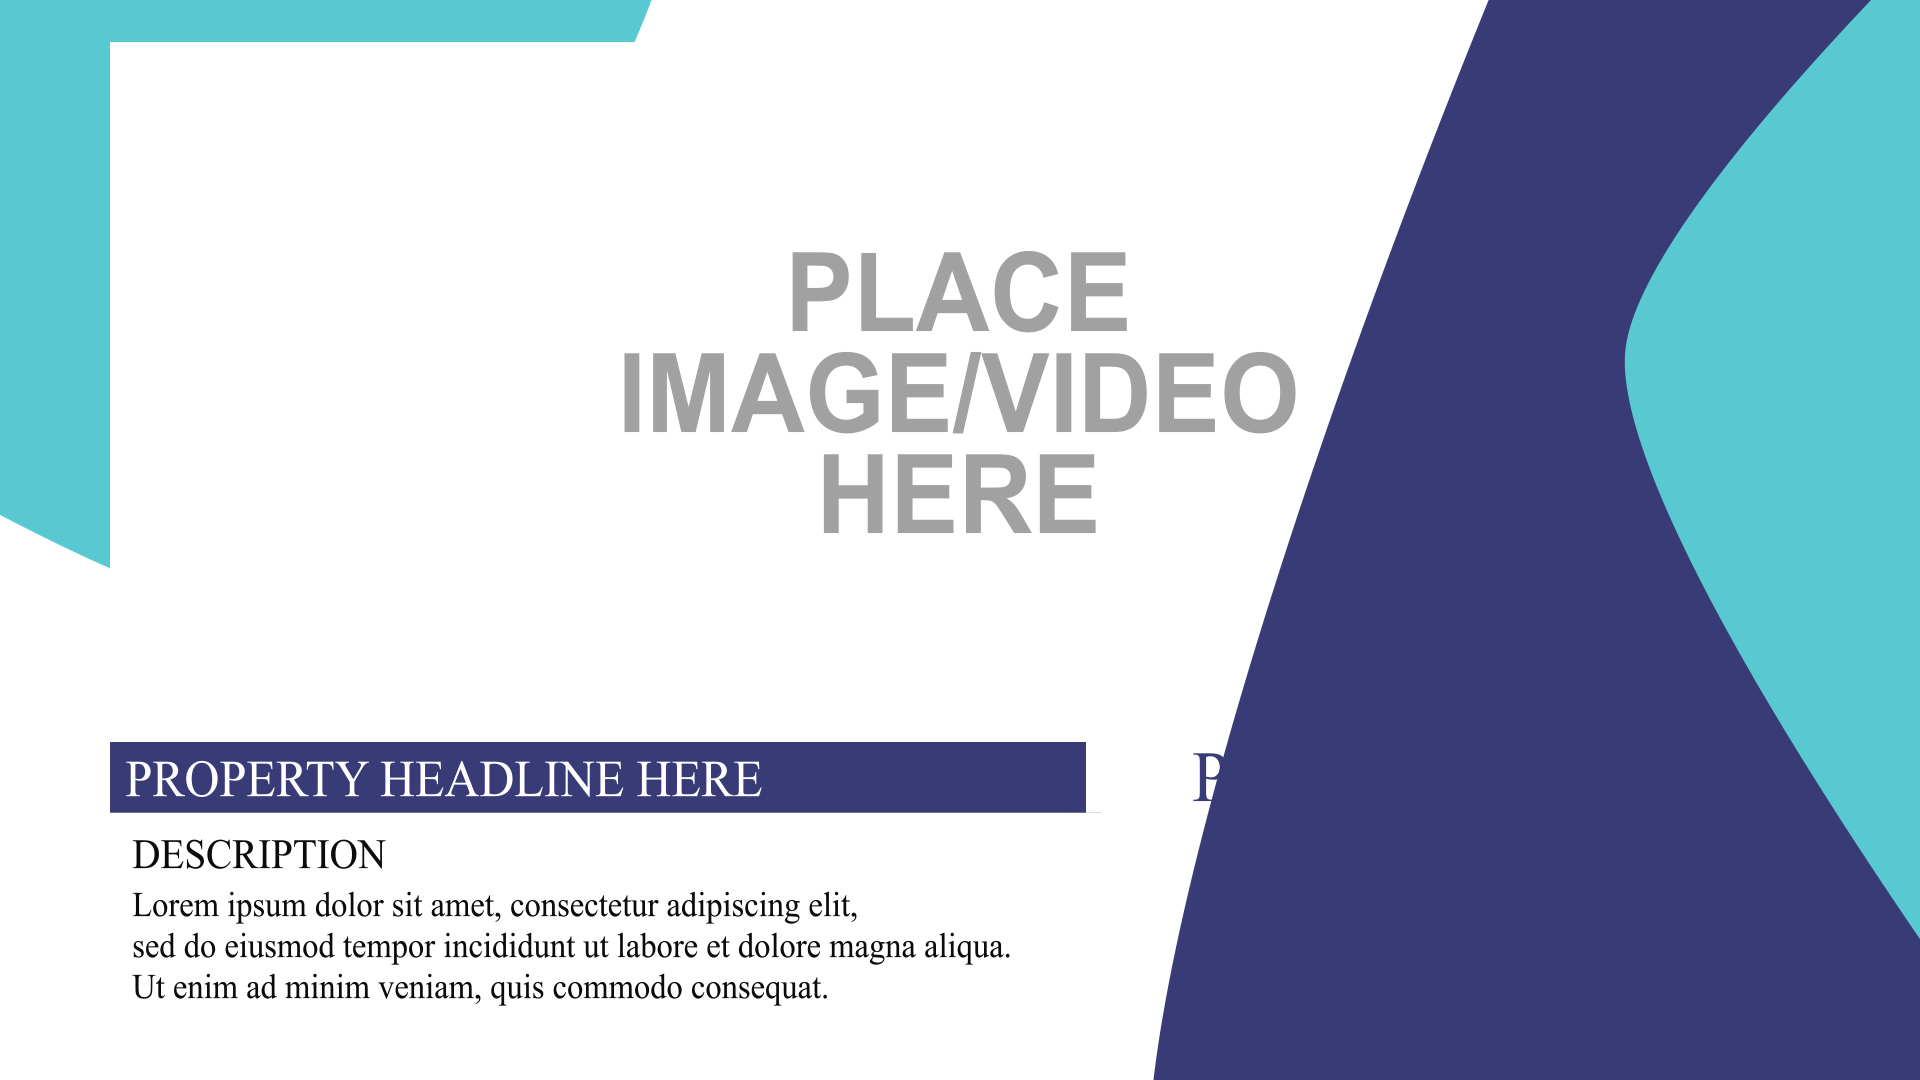 PLACE
IMAGE/VIDEO
HERE
PROPERTY HEADLINE HERE
P
DESCRIPTION
Lorem ipsum dolor sit amet, consectetur adipiscing elit,
sed do eiusmod tempor incididunt ut labore et dolore magna aliqua.
Ut enim ad minim veniam, quis commodo consequat.